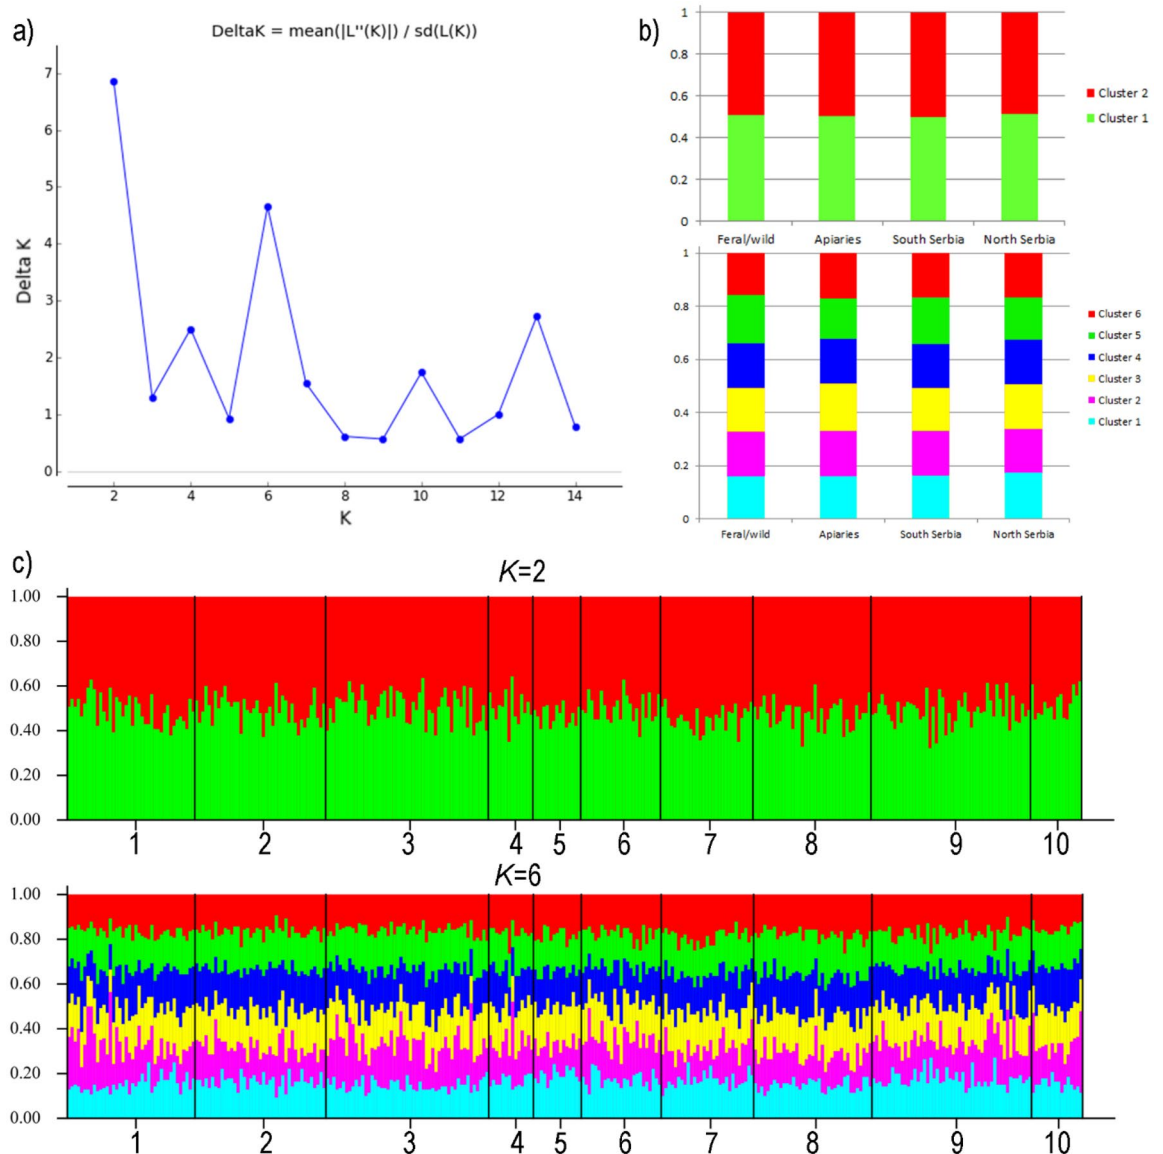 a)
DeltaK = mean(|L''(K)|) / sd(L(K))
7
6
5
4
3
2
1
0
Delta K
2 4 6 8 10 12 14
K
b)
1
0.8
0.6
0.4
0.2
0
Feral/wild Apiaries South Serbia North Serbia
Cluster 2
Cluster 1
1
0.8
0.6
0.4
0.2
0
Feral/wild Apiaries South Serbia North Serbia
Cluster 6
Cluster 5
Cluster 4
Cluster 3
Cluster 2
Cluster 1
c)
K=2
1.00
0.80
0.60
0.40
0.20
0.00
1 2 3 4 5 6 7 8 9 10
K=6
1.00
0.80
0.60
0.40
0.20
0.00
1 2 3 4 5 6 7 8 9 10